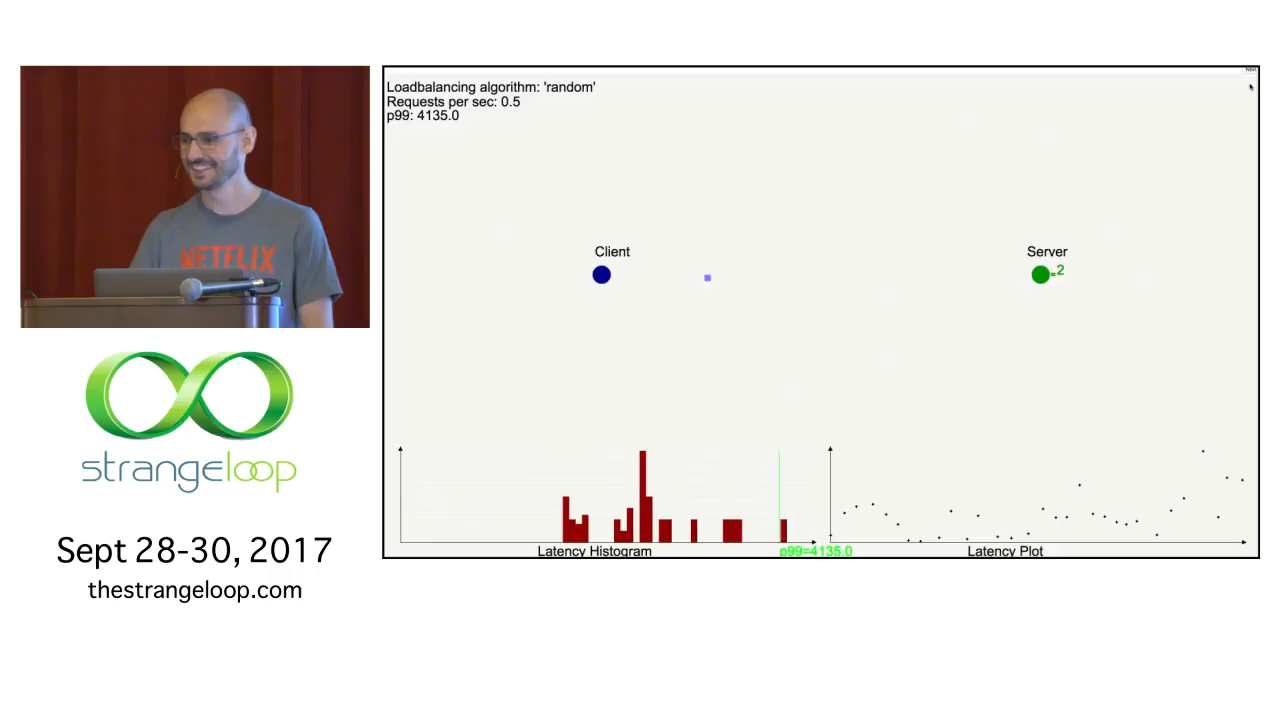 Next
Loadbalancing algorithm: 'random'
Requests per sec: 0.5
p99: 4135.0
Client
Server
2
NETFLIX
strangeloop
Sept 28-30, 2017
thestrangeloop.com
Latency Histogram
p99=4135.0
Latency Plot